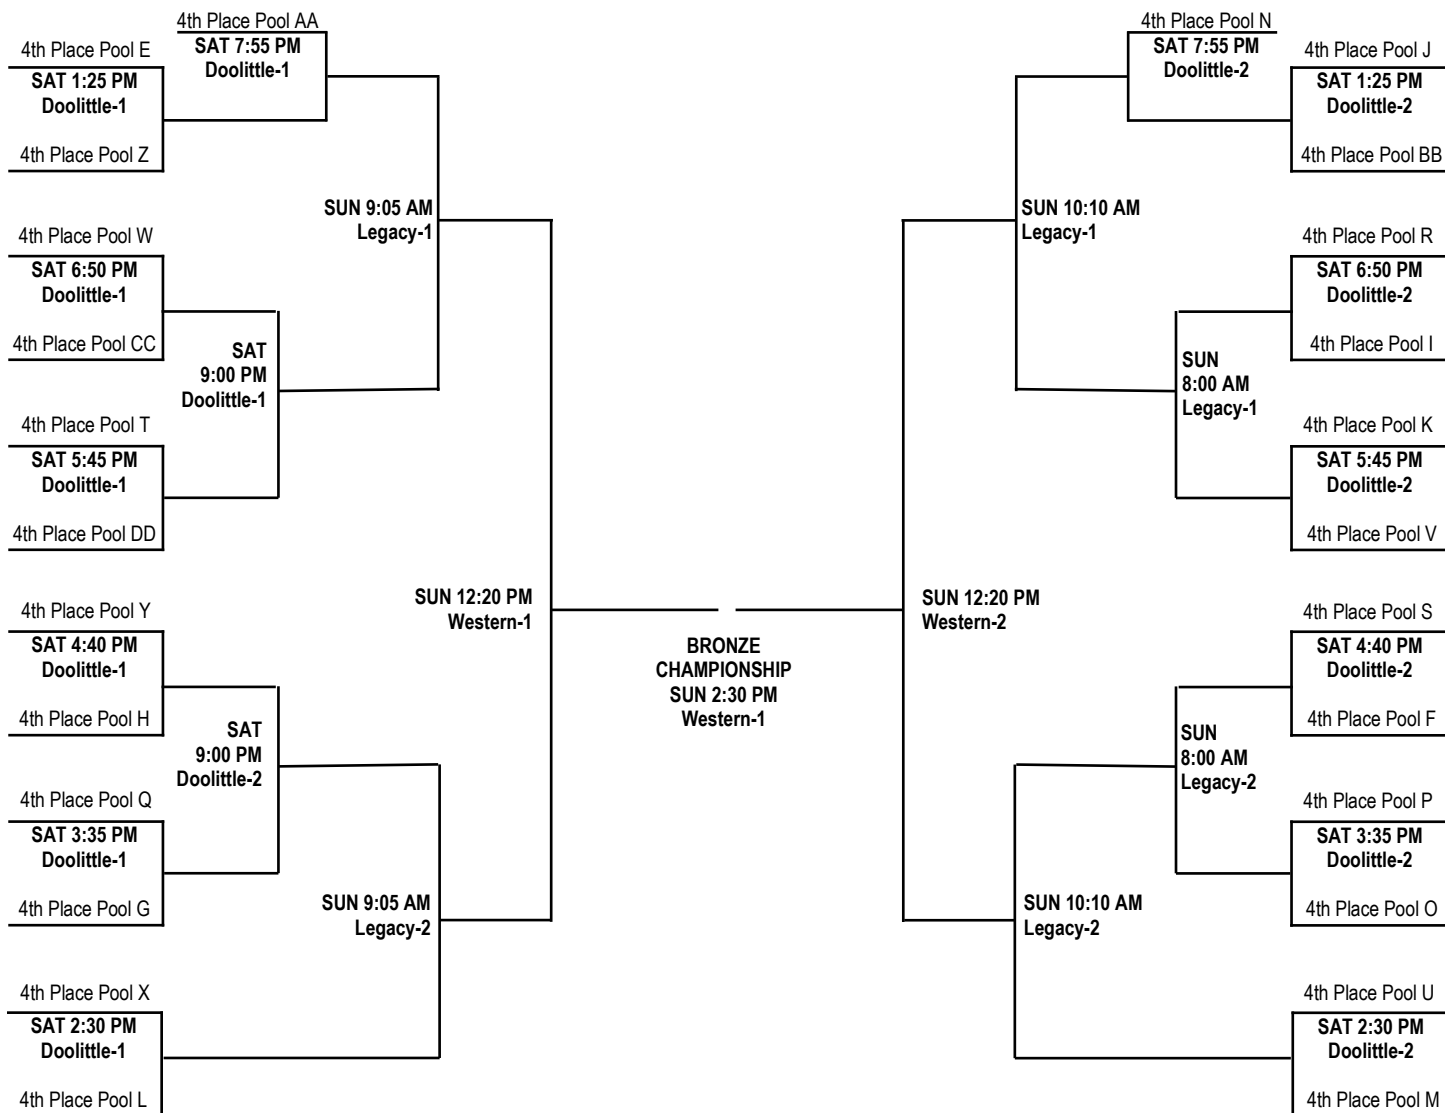 4th Place Pool AA
4th Place Pool E
SAT 7:55 PM
Doolittle-1
SAT 1:25 PM
Doolittle-1
4th Place Pool Z
SUN 9:05 AM
Legacy-1
4th Place Pool W
SAT 6:50 PM
Doolittle-1
4th Place Pool CC
SAT
9:00 PM
Doolittle-1
4th Place Pool T
SAT 5:45 PM
Doolittle-1
4th Place Pool DD
SUN 12:20 PM
Western-1
4th Place Pool Y
SAT 4:40 PM
Doolittle-1
4th Place Pool H
SAT
9:00 PM
Doolittle-2
4th Place Pool Q
SAT 3:35 PM
Doolittle-1
4th Place Pool G
SUN 9:05 AM
Legacy-2
4th Place Pool X
SAT 2:30 PM
Doolittle-1
4th Place Pool L
BRONZE
CHAMPIONSHIP
SUN 2:30 PM
Western-1
4th Place Pool N
SAT 7:55 PM
Doolittle-2
4th Place Pool J
SAT 1:25 PM
Doolittle-2
4th Place Pool BB
SUN 10:10 AM
Legacy-1
4th Place Pool R
SAT 6:50 PM
Doolittle-2
4th Place Pool I
SUN
8:00 AM
Legacy-1
4th Place Pool K
SAT 5:45 PM
Doolittle-2
4th Place Pool V
SUN 12:20 PM
Western-2
4th Place Pool S
SAT 4:40 PM
Doolittle-2
4th Place Pool F
SUN
8:00 AM
Legacy-2
4th Place Pool P
SAT 3:35 PM
Doolittle-2
4th Place Pool O
SUN 10:10 AM
Legacy-2
4th Place Pool U
SAT 2:30 PM
Doolittle-2
4th Place Pool M